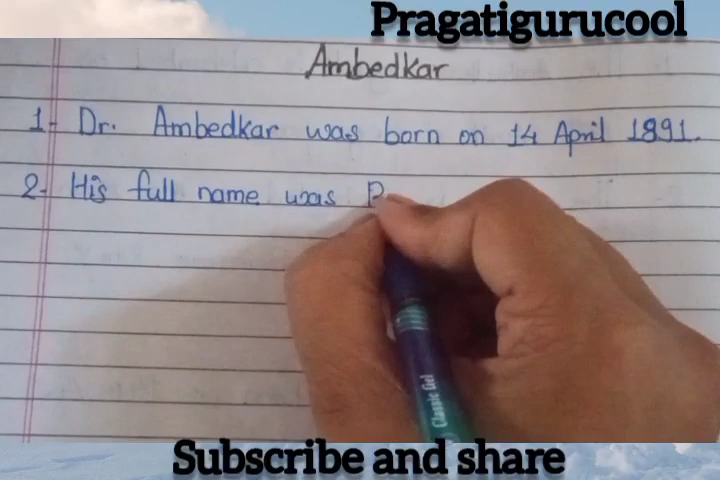 Pragatigurucool
Ambedkar
1- Dr. Ambedkar was born on 14 April 1891.
2- His full name was
Classic Gel
Subscribe and share